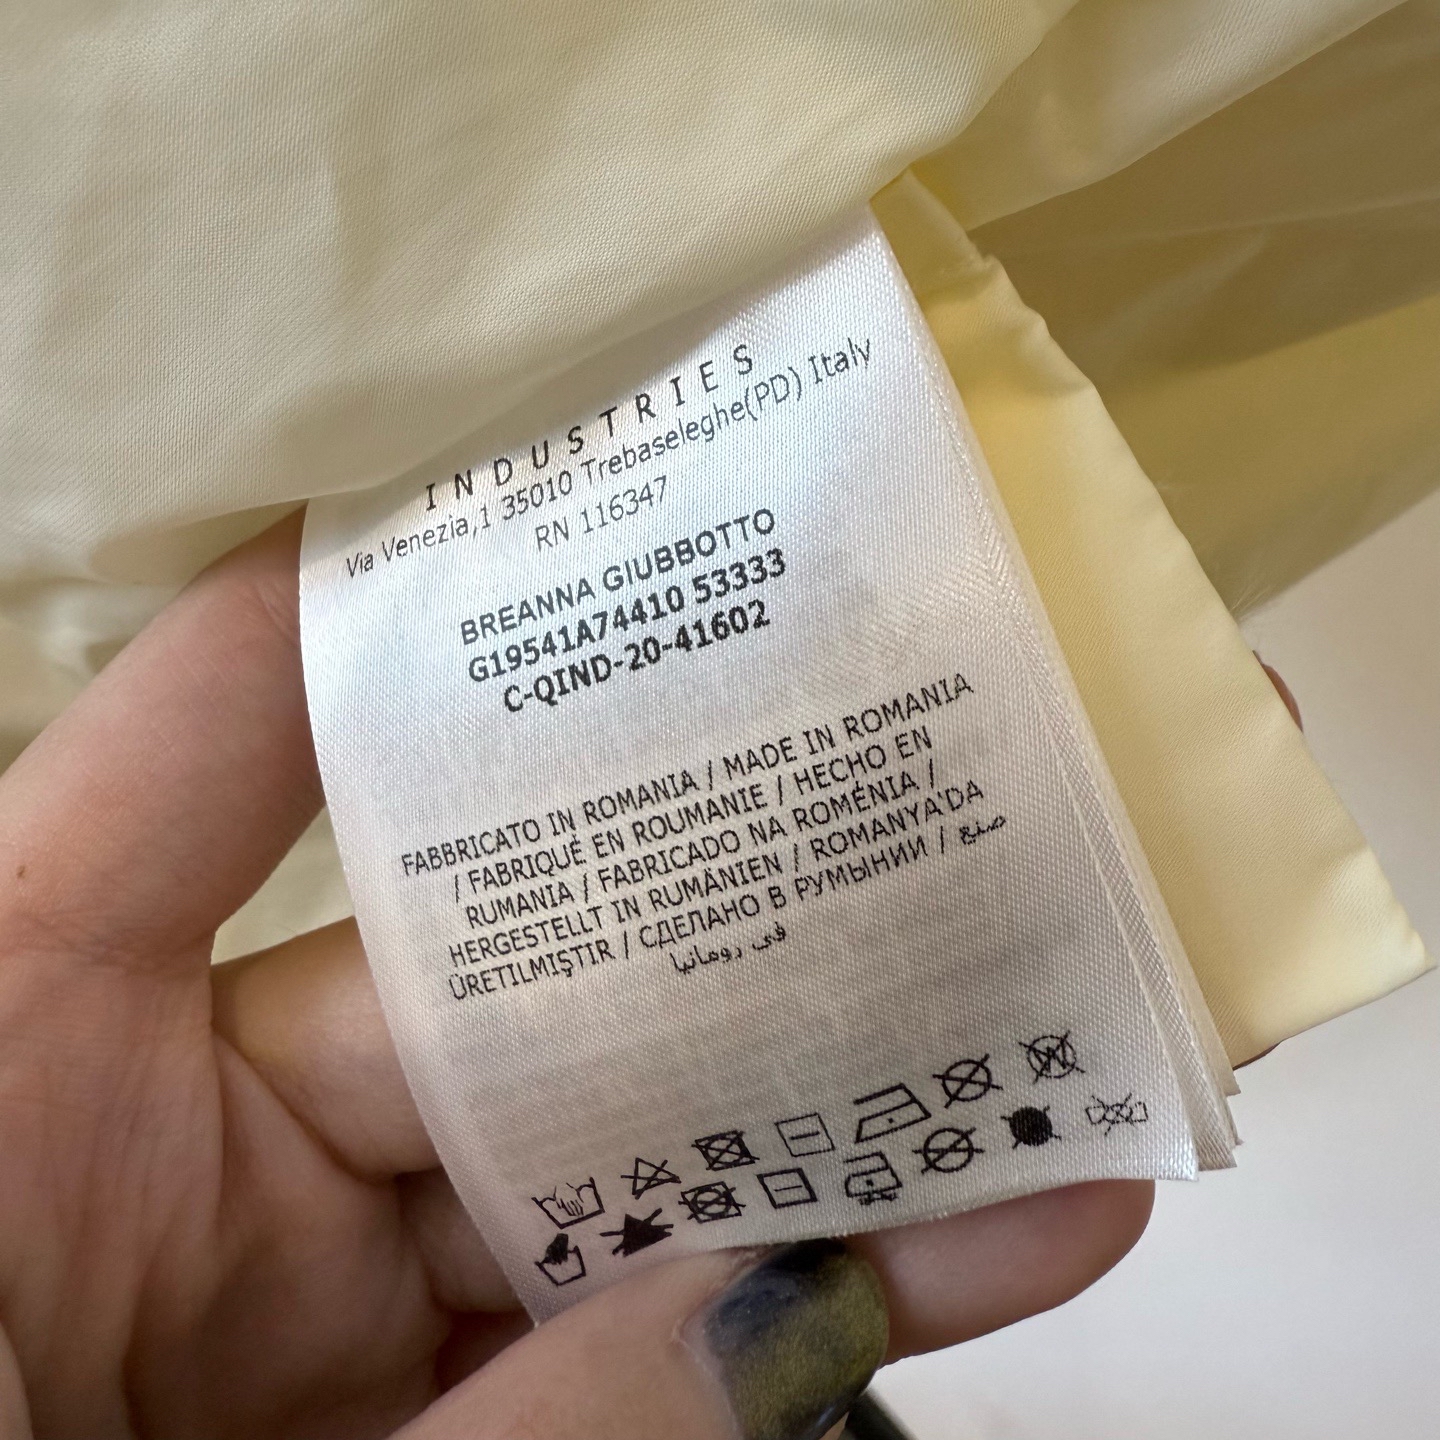 INDUSTRIES
Via Venezia,1 35010 Trebaseleghe(PD) Italy
RN 116347
BREANNA GIUBBOTTO
G19541A74410 53333
C-QIND-20-41602
FABBRICATO IN ROMANIA / MADE IN ROMANIA
/ FABRIQUÉ EN ROUMANIE / HECHO EN
RUMANIA / FABRICADO NA ROMÉNIA /
HERGESTELLT IN RUMÄNIEN / ROMANYA'DA
ÜRETILMIŞTIR / СДЕЛАНО В РУМЫНИИ / صنع
في رومانيا